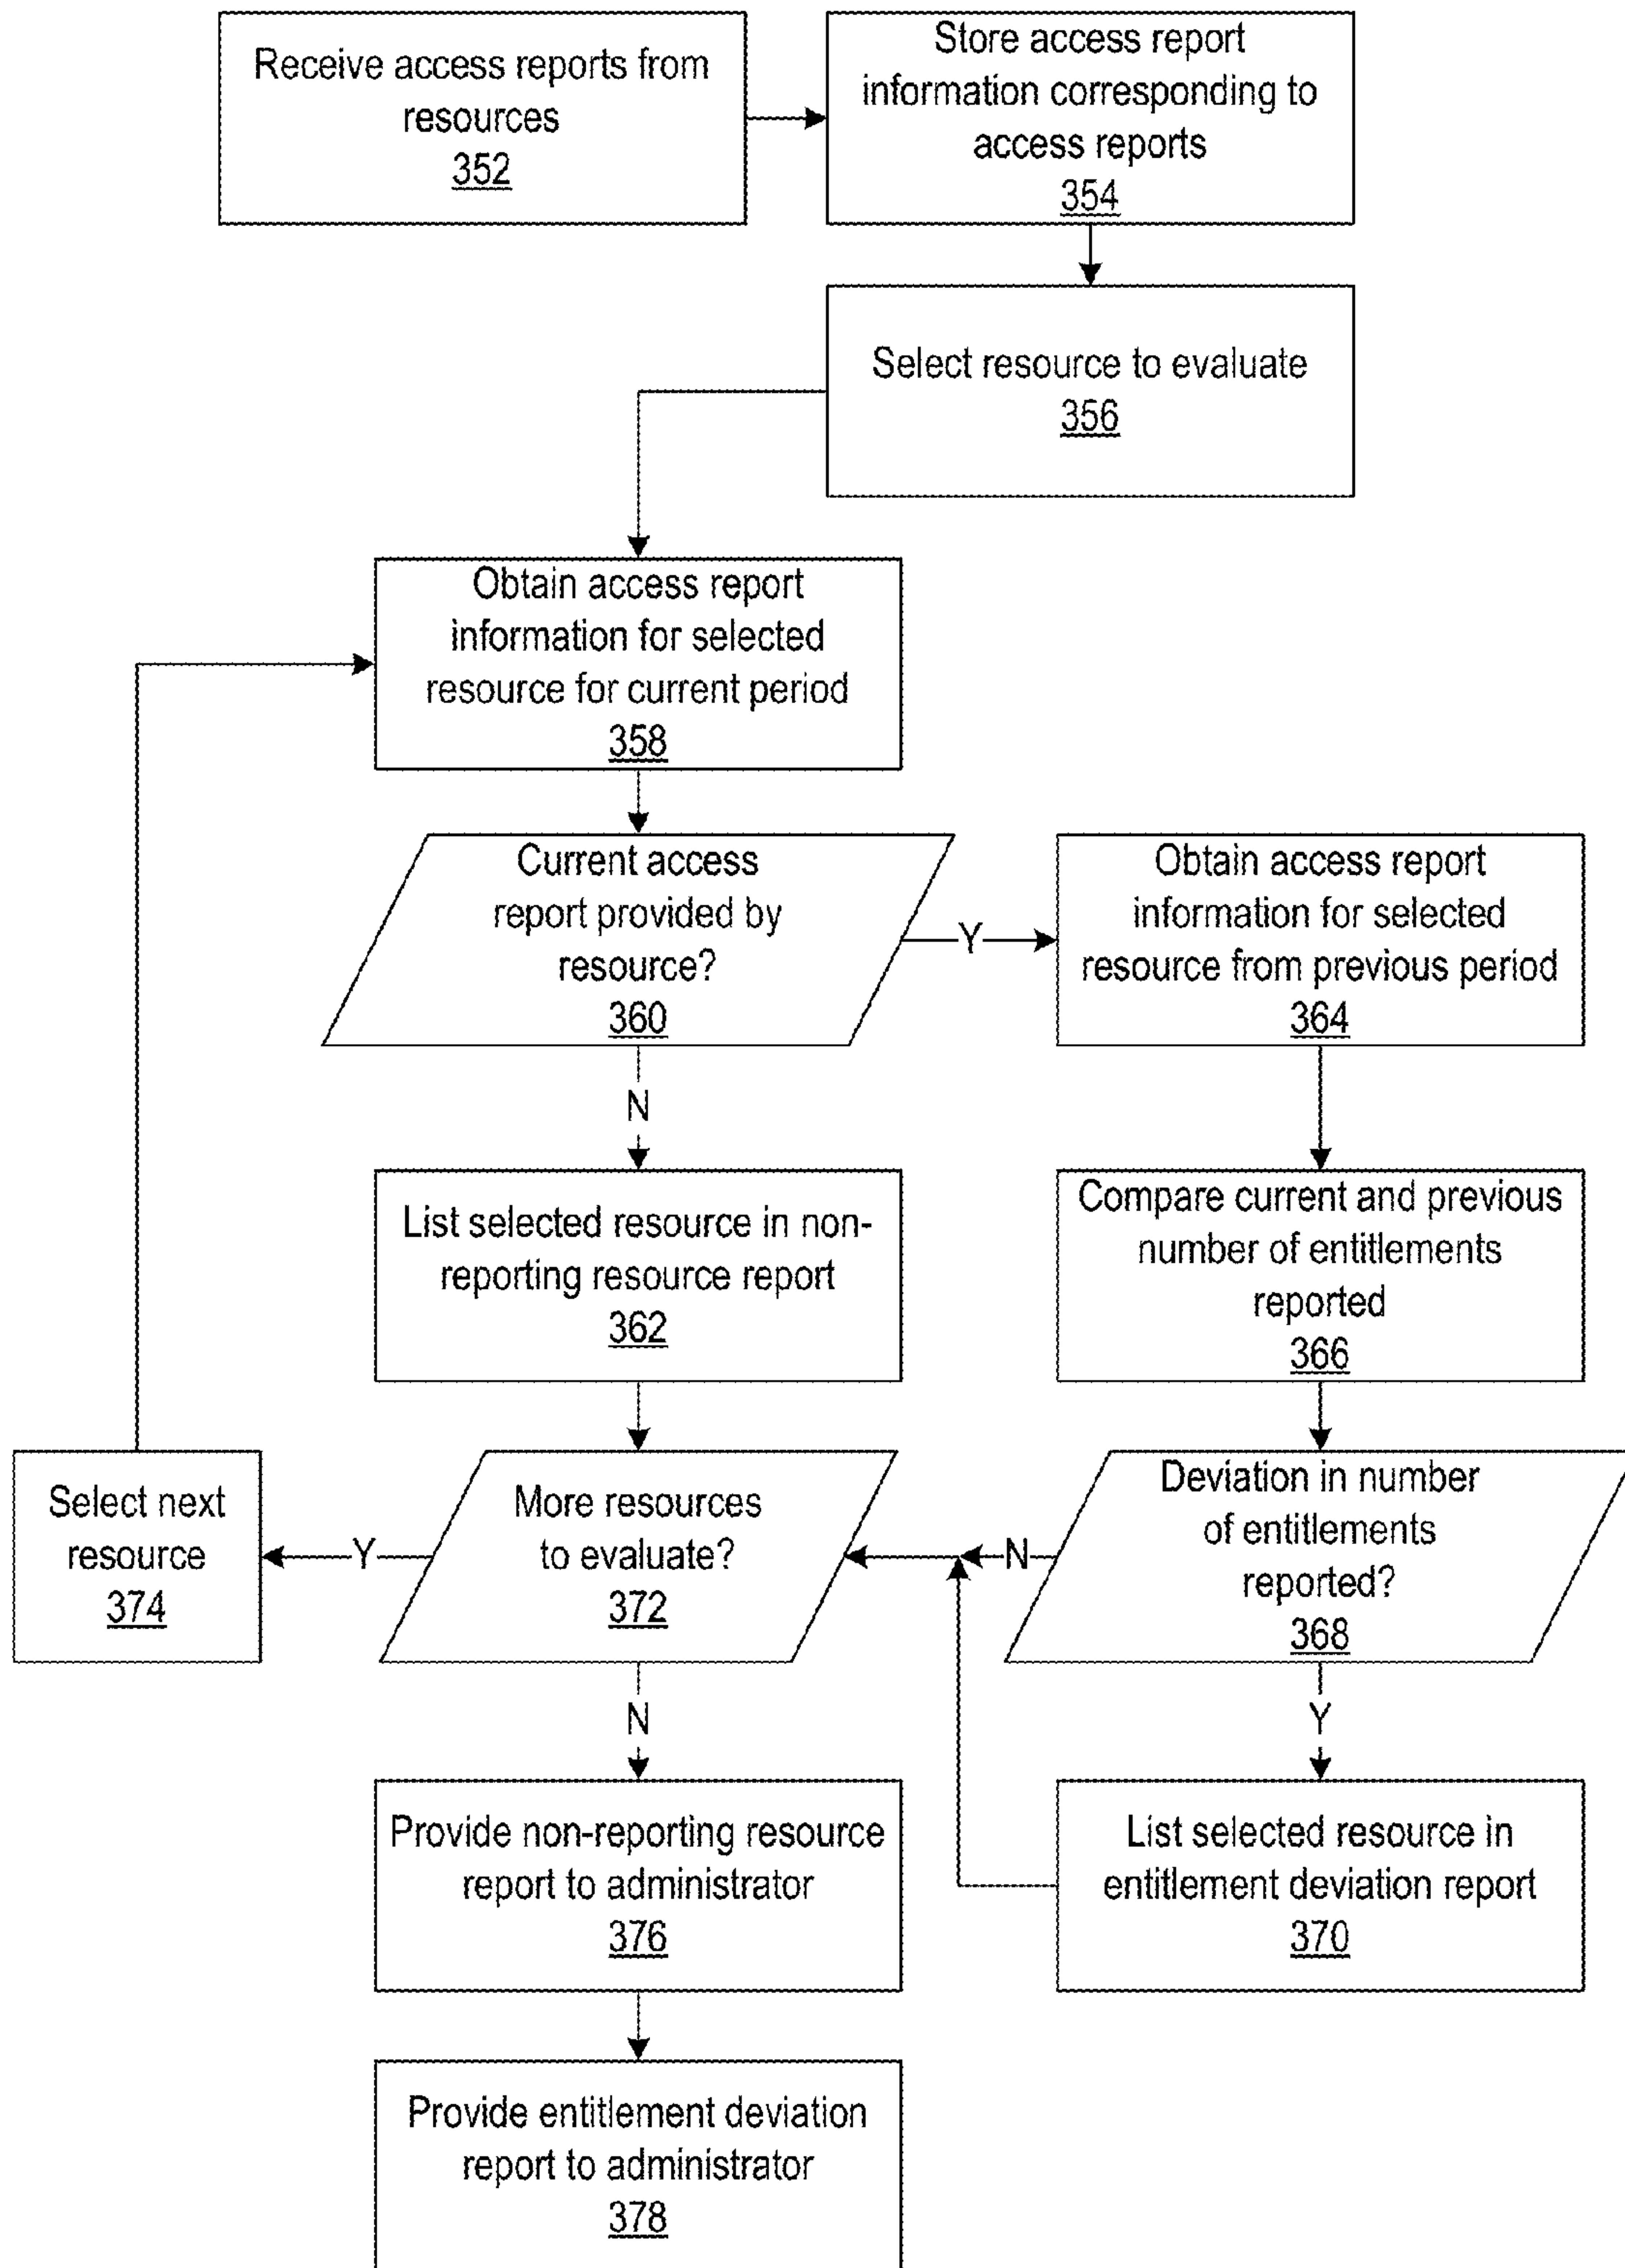 Receive access reports from
resources
352
Store access report
information corresponding to
access reports
354
Select resource to evaluate
356
Obtain access report
information for selected
resource for current period
358
Current access
report provided by
resource?
360
Y
Obtain access report
information for selected
resource from previous period
364
N
List selected resource in non-
reporting resource report
362
Compare current and previous
number of entitlements
reported
366
Select next
resource
374
Y
More resources
to evaluate?
372
N
Deviation in number
of entitlements
reported?
368
N
Y
Provide non-reporting resource
report to administrator
376
List selected resource in
entitlement deviation report
370
Provide entitlement deviation
report to administrator
378